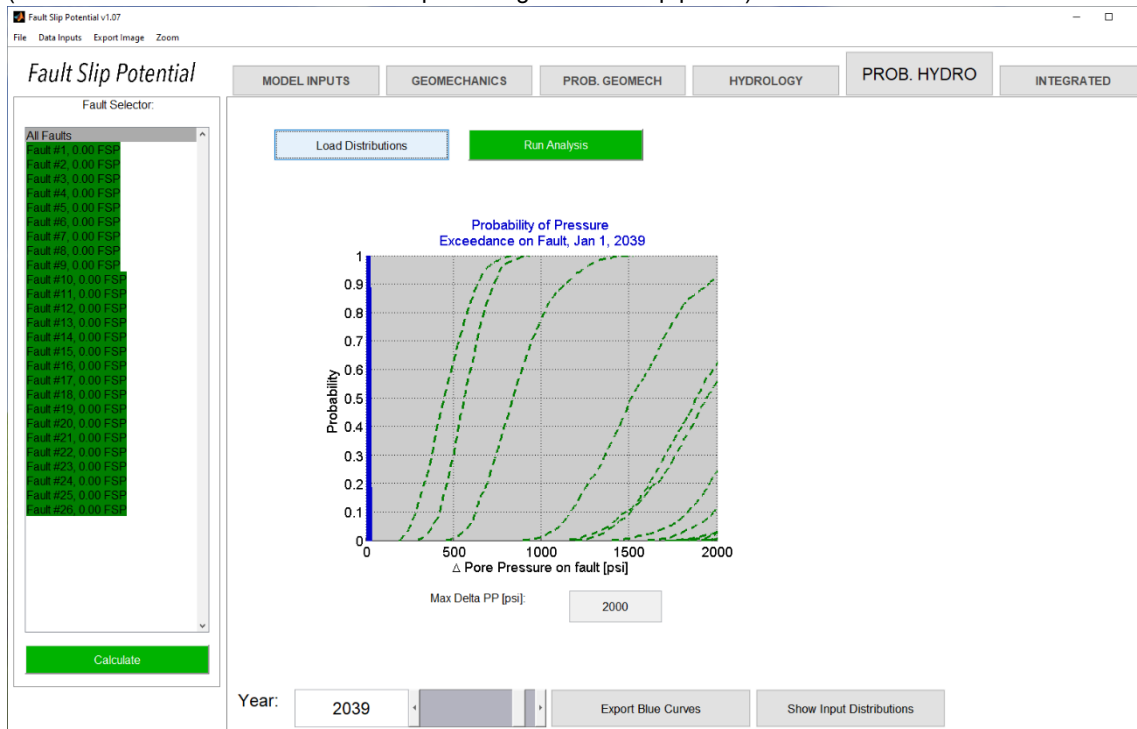 Fault Slip Potential v1.07
File Data Inputs Export Image Zoom
Fault Slip Potential
MODEL INPUTS GEOMECHANICS PROB. GEOMECH HYDROLOGY PROB. HYDRO INTEGRATED
Fault Selector:
All Faults
Fault #1, 0.00 FSP
Fault #2, 0.00 FSP
Fault #3, 0.00 FSP
Fault #4, 0.00 FSP
Fault #5, 0.00 FSP
Fault #6, 0.00 FSP
Fault #7, 0.00 FSP
Fault #8, 0.00 FSP
Fault #9, 0.00 FSP
Fault #10, 0.00 FSP
Fault #11, 0.00 FSP
Fault #12, 0.00 FSP
Fault #13, 0.00 FSP
Fault #14, 0.00 FSP
Fault #15, 0.00 FSP
Fault #16, 0.00 FSP
Fault #17, 0.00 FSP
Fault #18, 0.00 FSP
Fault #19, 0.00 FSP
Fault #20, 0.00 FSP
Fault #21, 0.00 FSP
Fault #22, 0.00 FSP
Fault #23, 0.00 FSP
Fault #24, 0.00 FSP
Fault #25, 0.00 FSP
Fault #26, 0.00 FSP
Calculate
Load Distributions Run Analysis
Probability of Pressure
Exceedance on Fault, Jan 1, 2039
Probability
1
0.9
0.8
0.7
0.6
0.5
0.4
0.3
0.2
0.1
0
0 500 1000 1500 2000
Δ Pore Pressure on fault [psi]
Max Delta PP [psi]: 2000
Year: 2039 Export Blue Curves Show Input Distributions